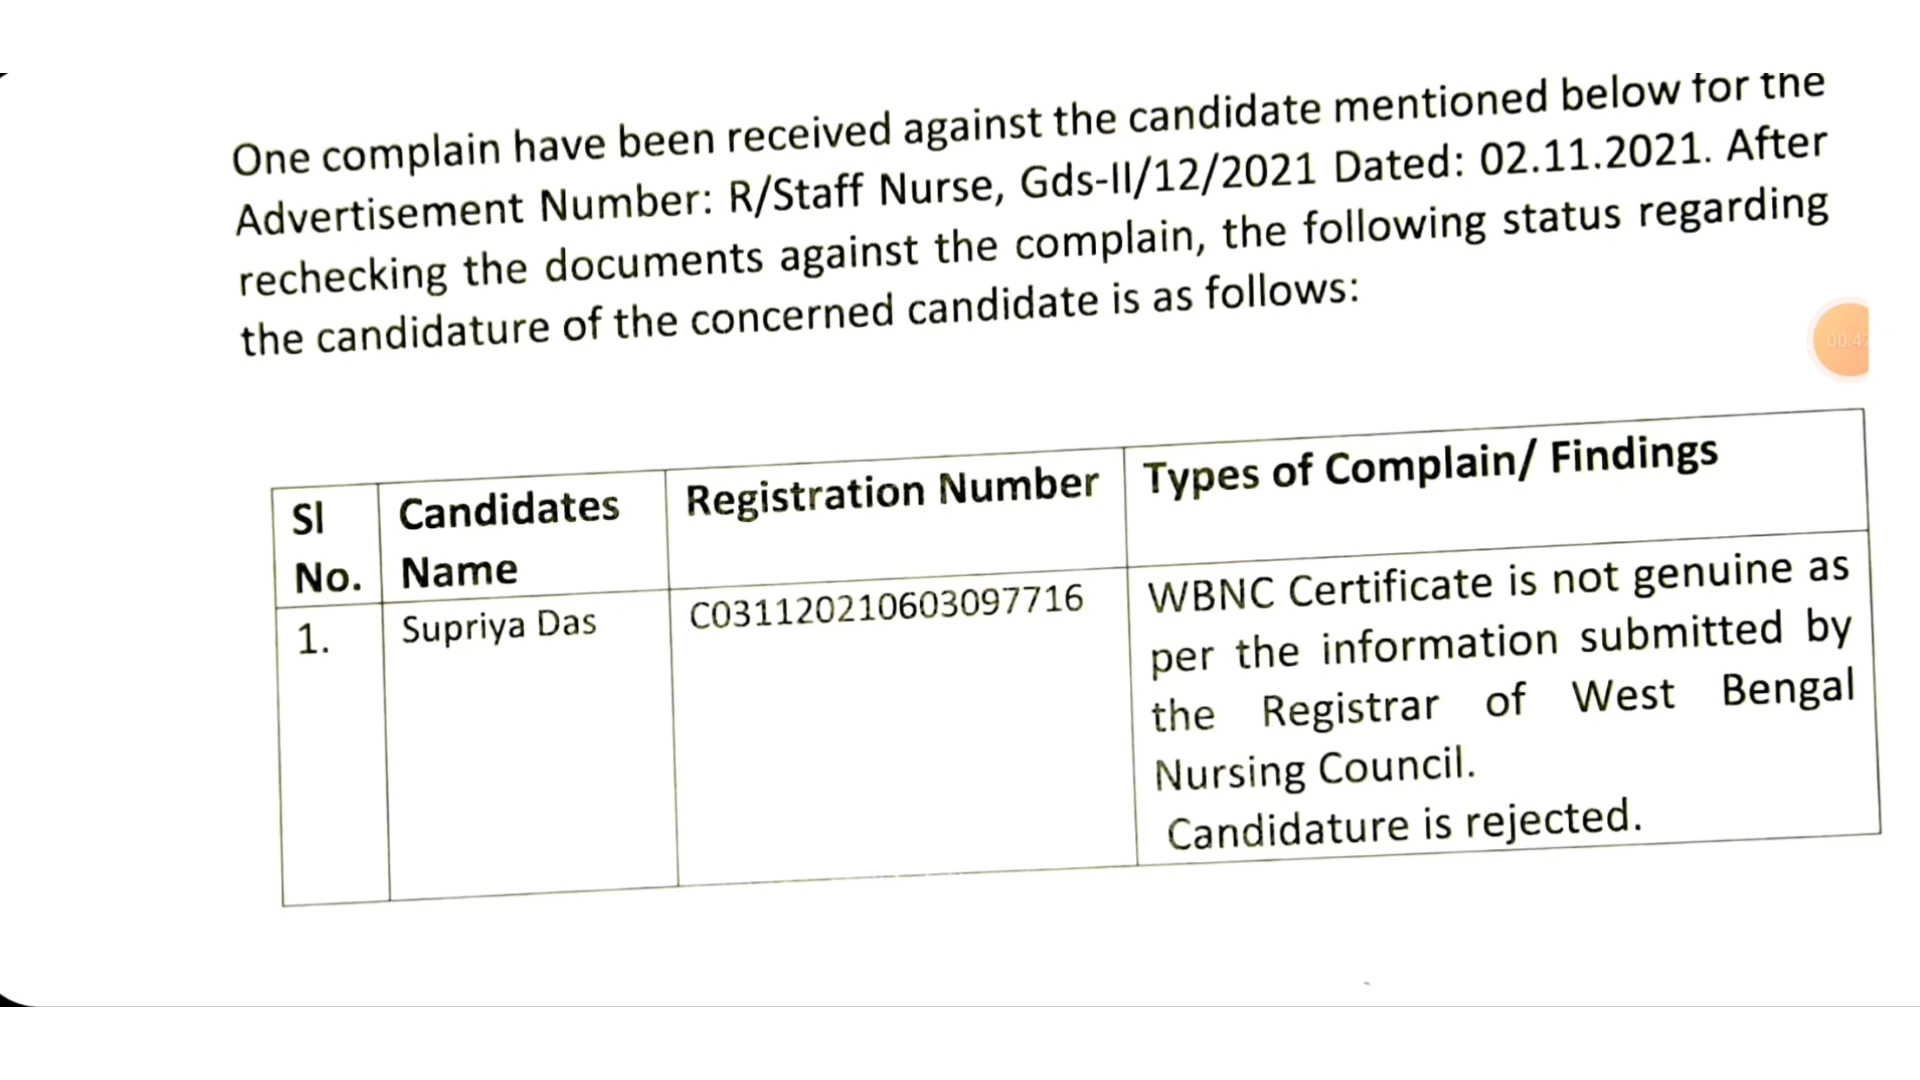 One complain have been received against the candidate mentioned below for the
Advertisement Number: R/Staff Nurse, Gds-II/12/2021 Dated: 02.11.2021. After
rechecking the documents against the complain, the following status regarding
the candidature of the concerned candidate is as follows:
00:4
Sl No.
Candidates Name
Registration Number
Types of Complain/ Findings
1.
Supriya Das
C031120210603097716
WBNC Certificate is not genuine as
per the information submitted by
the Registrar of West Bengal
Nursing Council.
Candidature is rejected.